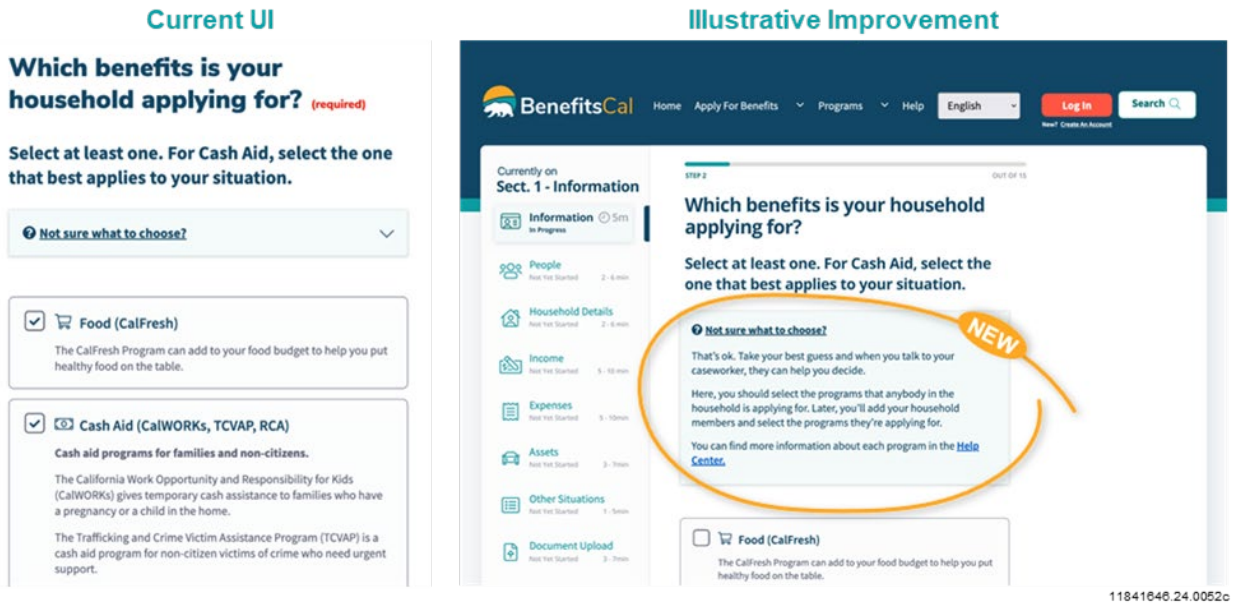 Current UI
Illustrative Improvement
Which benefits is your
household applying for? (required)
Select at least one. For Cash Aid, select the one
that best applies to your situation.
Not sure what to choose?
Food (CalFresh)
The CalFresh Program can add to your food budget to help you put
healthy food on the table.
Cash Aid (CalWORKs, TCVAP, RCA)
Cash aid programs for families and non-citizens.
The California Work Opportunity and Responsibility for Kids
(CalWORKs) gives temporary cash assistance to families who have
a pregnancy or a child in the home.
The Trafficking and Crime Victim Assistance Program (TCVAP) is a
cash aid program for non-citizen victims of crime who need urgent
support.
BenefitsCal
Home Apply For Benefits Programs Help English Log In Search
New? Create An Account
Currently on
Sect. 1 - Information
Information 5m
In Progress
People
Not Yet Started 2 - 6 min
Household Details
Not Yet Started 2 - 6 min
Income
Not Yet Started 5 - 10 min
Expenses
Not Yet Started 5 - 10min
Assets
Not Yet Started 3 - 7min
Other Situations
Not Yet Started 1 - 5min
Document Upload
Not Yet Started 3 - 7min
STEP 2 OUT OF 15
Which benefits is your household
applying for?
Select at least one. For Cash Aid, select the
one that best applies to your situation.
NEW
Not sure what to choose?
That's ok. Take your best guess and when you talk to your
caseworker, they can help you decide.
Here, you should select the programs that anybody in the
household is applying for. Later, you'll add your household
members and select the programs they're applying for.
You can find more information about each program in the Help
Center.
Food (CalFresh)
The CalFresh Program can add to your food budget to help you put
healthy food on the table.
11841646.24.0052c